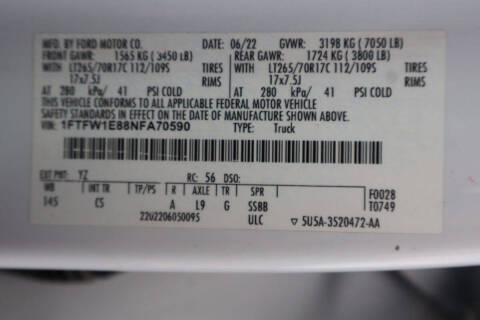 MFD. BY FORD MOTOR CO. 06/22 GVWR: 3198 KG ( 7050 LB)
FRONT GAWR: 1565 KG ( 3450 LB) REAR GAWR: 1724 KG ( 3800 LB)
WITH LT265/70R17C 112/109S TIRES WITH LT265/70R17C 112/109S TIRES
17x7.5J RIMS 17x7.5J RIMS
AT 280 kPa/ 41 PSI COLD AT 280 kPa/ 41 PSI COLD
THIS VEHICLE CONFORMS TO ALL APPLICABLE FEDERAL MOTOR VEHICLE
SAFETY STANDARDS IN EFFECT ON THE DATE OF MANUFACTURE SHOWN ABOVE.
VIN: 1FTFW1E88NFA70590 TYPE: Truck
EXT PNT: YZ RC: 56 DSO:
WB INT TR TP/PS R AXLE TR SPR F0028
145 CS A L9 G SSBB T0749
22U2206050095 ULC 5U5A-3520472-AA